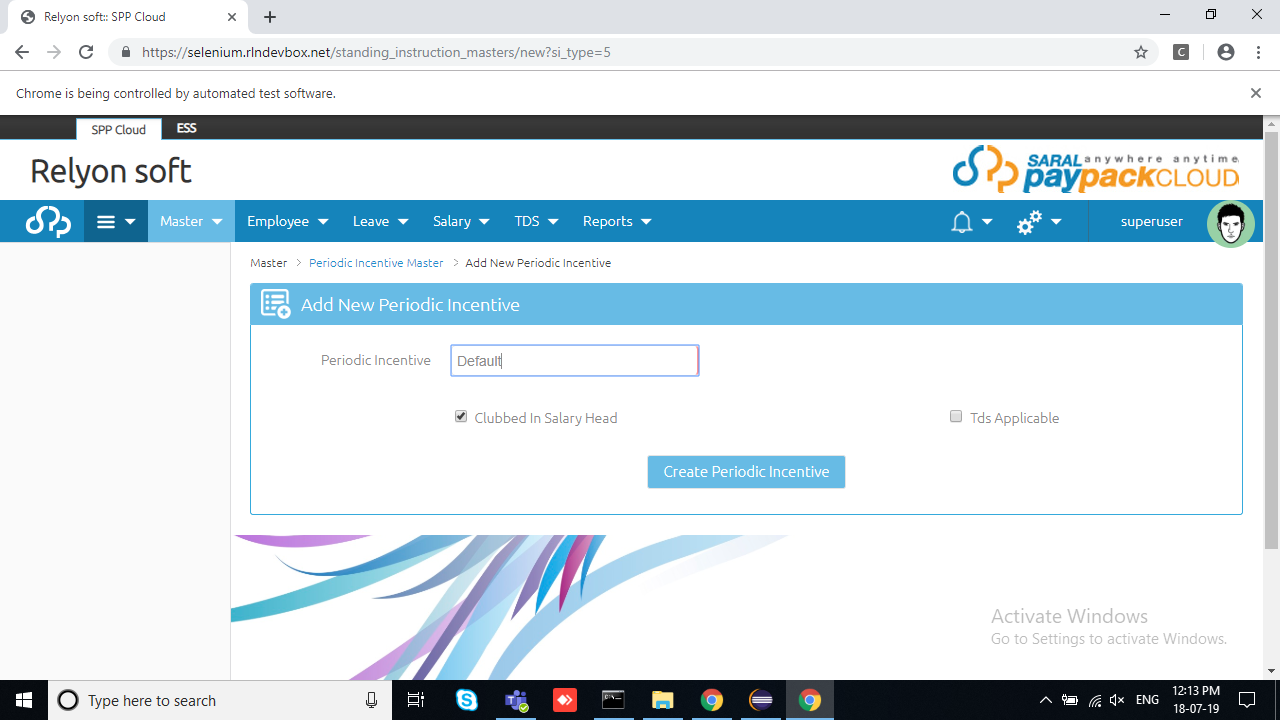 Relyon soft:: SPP Cloud
https://selenium.rlndevbox.net/standing_instruction_masters/new?si_type=5
C
Chrome is being controlled by automated test software.
SPP Cloud ESS
Relyon soft
SARAL anywhere anytime
paypackCLOUD
Master Employee Leave Salary TDS Reports superuser
Master > Periodic Incentive Master > Add New Periodic Incentive
Add New Periodic Incentive
Periodic Incentive Default
Clubbed In Salary Head Tds Applicable
Create Periodic Incentive
Activate Windows
Go to Settings to activate Windows.
Type here to search
ENG
12:13 PM
18-07-19